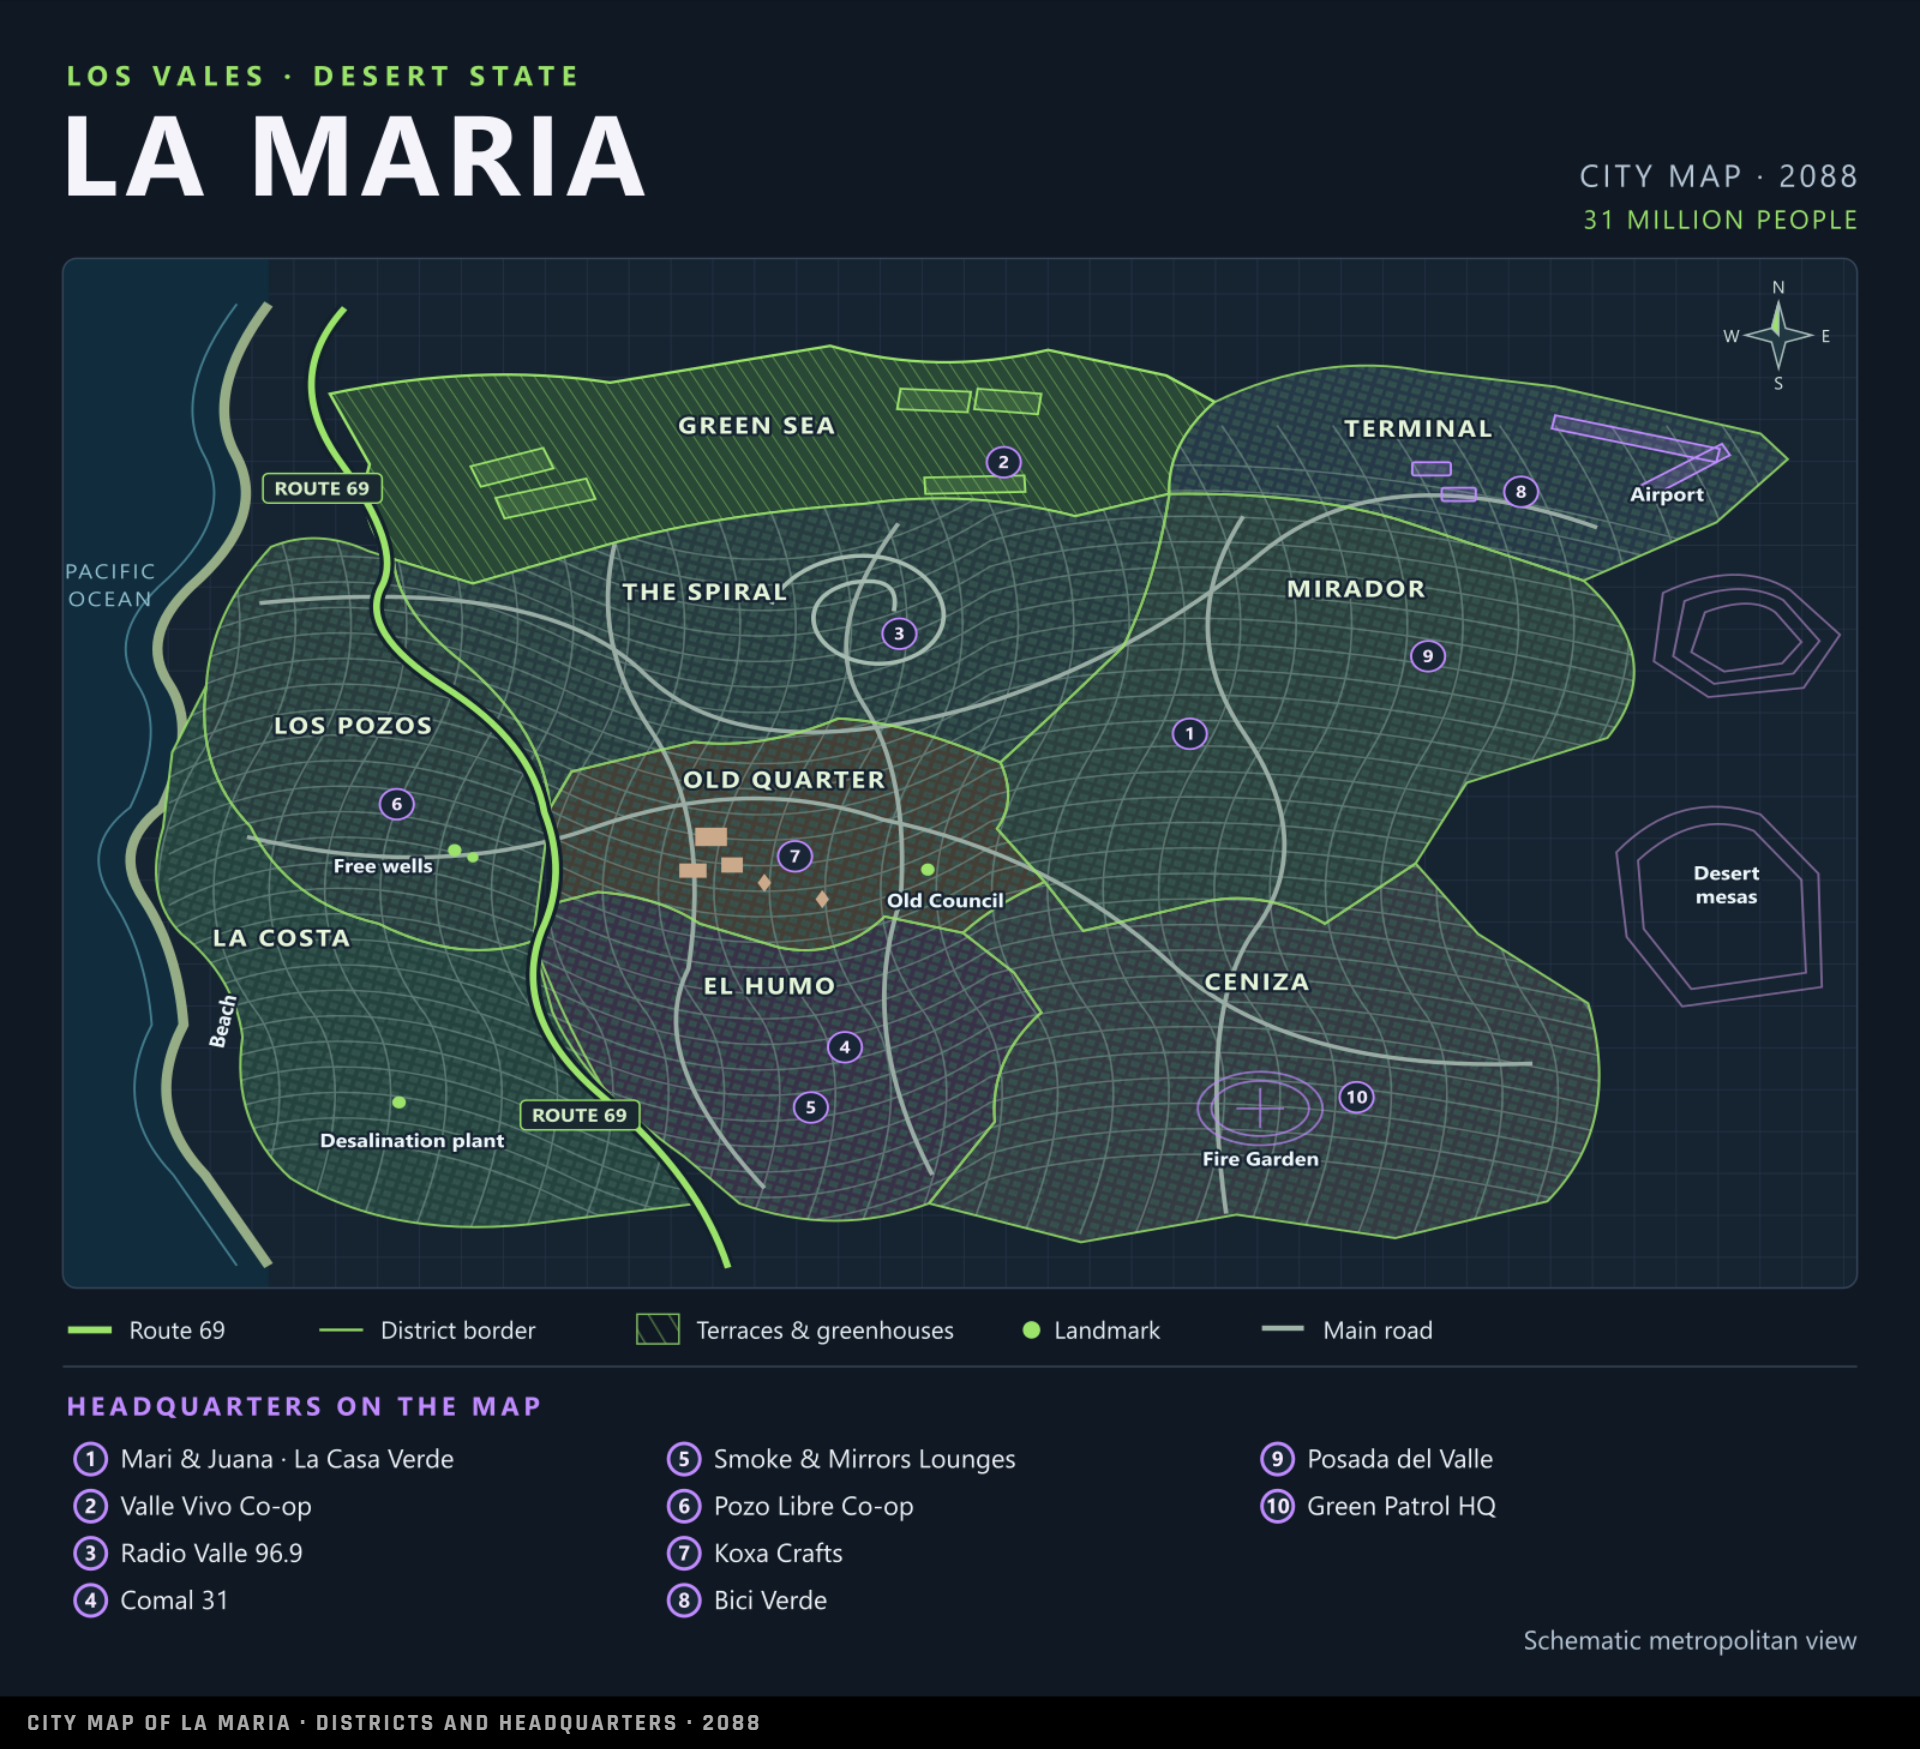 LOS VALES · DESERT STATE
LA MARIA
CITY MAP · 2088
31 MILLION PEOPLE
N
W E
S
GREEN SEA
TERMINAL
2
ROUTE 69
8
Airport
PACIFIC
OCEAN
THE SPIRAL
MIRADOR
3
9
LOS POZOS
1
OLD QUARTER
6
7
Free wells
Old Council
Desert
mesas
LA COSTA
EL HUMO
CENIZA
Beach
4
5
10
ROUTE 69
Desalination plant
Fire Garden
Route 69
District border
Terraces & greenhouses
Landmark
Main road
HEADQUARTERS ON THE MAP
1 Mari & Juana · La Casa Verde
2 Valle Vivo Co-op
3 Radio Valle 96.9
4 Comal 31
5 Smoke & Mirrors Lounges
6 Pozo Libre Co-op
7 Koxa Crafts
8 Bici Verde
9 Posada del Valle
10 Green Patrol HQ
Schematic metropolitan view
CITY MAP OF LA MARIA · DISTRICTS AND HEADQUARTERS · 2088